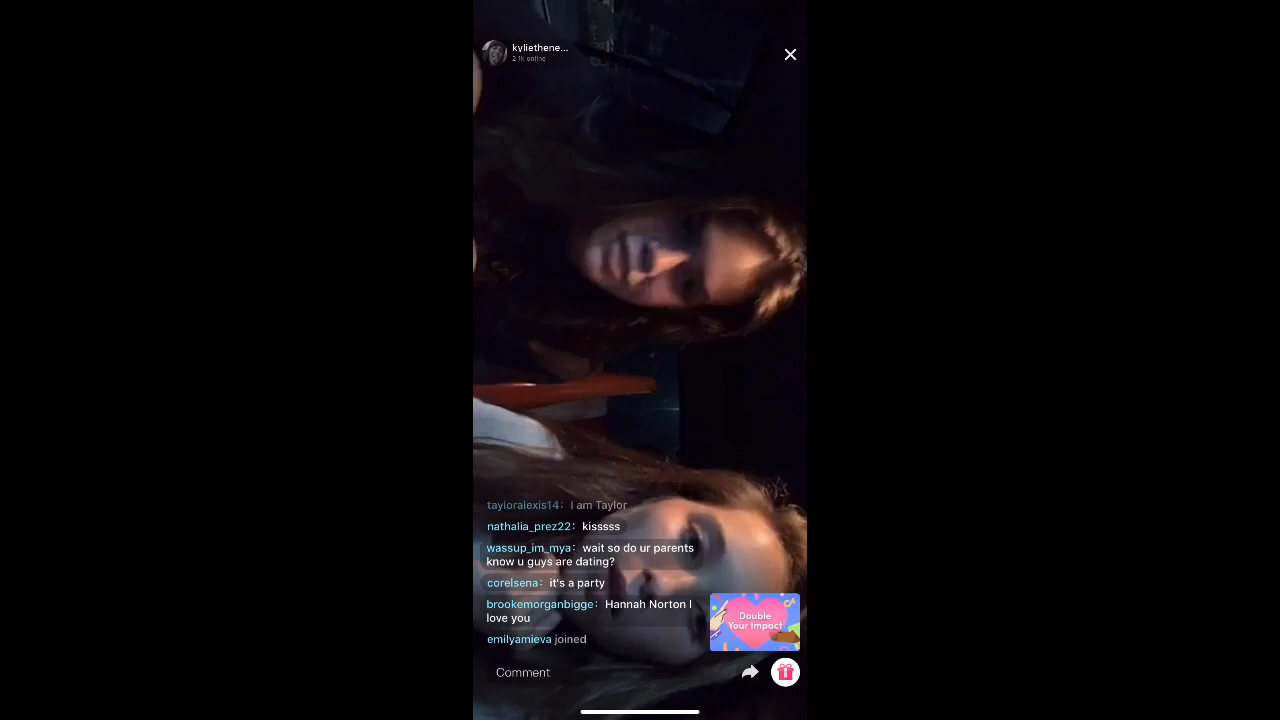 kyliethene...
2.1k online
tayloralexis14: I am Taylor
nathalia_prez22: kisssss
wassup_im_mya: wait so do ur parents
know u guys are dating?
corelsena: it's a party
brookemorganbigge: Hannah Norton I
love you
emilyamieva joined
Double
Your Impact
Comment